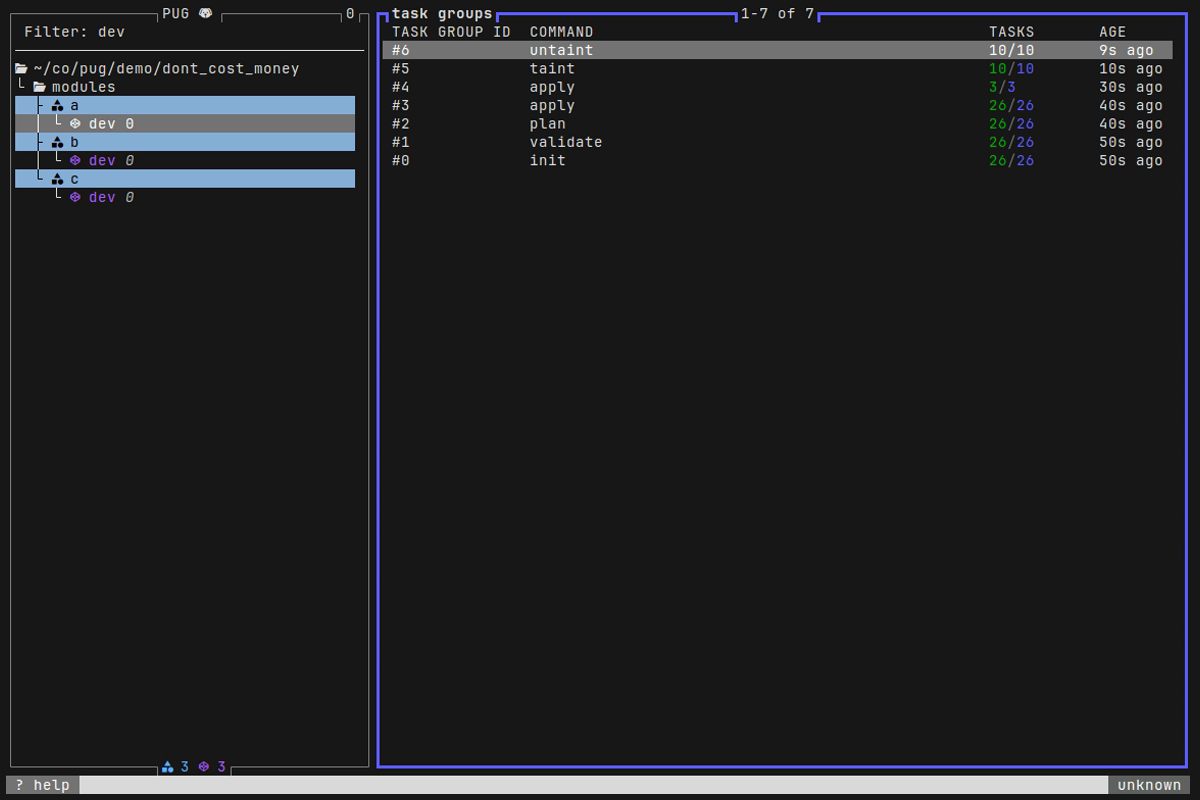 PUG 0
Filter: dev
~/co/pug/demo/dont_cost_money
modules
a
dev 0
b
dev 0
c
dev 0
3 3
task groups 1-7 of 7
TASK GROUP ID COMMAND TASKS AGE
#6 untaint 10/10 9s ago
#5 taint 10/10 10s ago
#4 apply 3/3 30s ago
#3 apply 26/26 40s ago
#2 plan 26/26 40s ago
#1 validate 26/26 50s ago
#0 init 26/26 50s ago
? help unknown